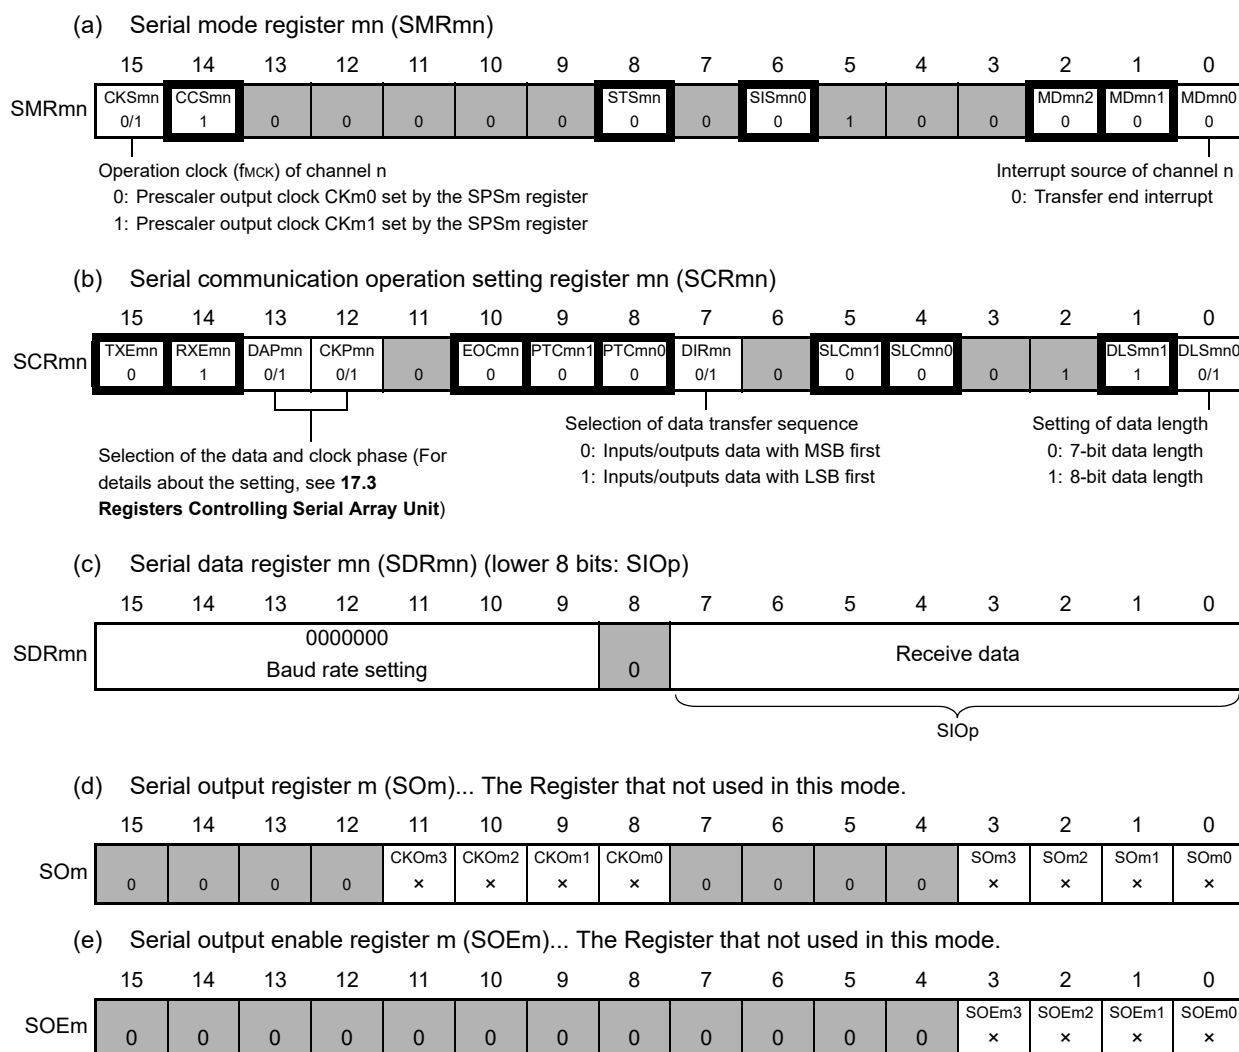 (a) Serial mode register mn (SMRmn)
15 14 13 12 11 10 9 8 7 6 5 4 3 2 1 0
SMRmn CKSmn CCSmn STSmn SISmn0 MDmn2 MDmn1 MDmn0
0/1 1 0 0 0 0 0 0 0 0 1 0 0 0 0 0
Operation clock (fMCK) of channel n
0: Prescaler output clock CKm0 set by the SPSm register
1: Prescaler output clock CKm1 set by the SPSm register
Interrupt source of channel n
0: Transfer end interrupt
(b) Serial communication operation setting register mn (SCRmn)
15 14 13 12 11 10 9 8 7 6 5 4 3 2 1 0
SCRmn TXEmn RXEmn DAPmn CKPmn EOCmn PTCmn1 PTCmn0 DIRmn SLCmn1 SLCmn0 DLSmn1 DLSmn0
0 1 0/1 0/1 0 0 0 0 0/1 0 0 0 0 1 1 0/1
Selection of the data and clock phase (For
details about the setting, see 17.3
Registers Controlling Serial Array Unit)
Selection of data transfer sequence
0: Inputs/outputs data with MSB first
1: Inputs/outputs data with LSB first
Setting of data length
0: 7-bit data length
1: 8-bit data length
(c) Serial data register mn (SDRmn) (lower 8 bits: SIOp)
15 14 13 12 11 10 9 8 7 6 5 4 3 2 1 0
SDRmn
0000000
Baud rate setting
0
Receive data
SIOp
(d) Serial output register m (SOm)... The Register that not used in this mode.
15 14 13 12 11 10 9 8 7 6 5 4 3 2 1 0
SOm CKOm3 CKOm2 CKOm1 CKOm0 SOm3 SOm2 SOm1 SOm0
0 0 0 0 × × × × 0 0 0 0 × × × ×
(e) Serial output enable register m (SOEm)... The Register that not used in this mode.
15 14 13 12 11 10 9 8 7 6 5 4 3 2 1 0
SOEm SOEm3 SOEm2 SOEm1 SOEm0
0 0 0 0 0 0 0 0 0 0 0 0 × × × ×